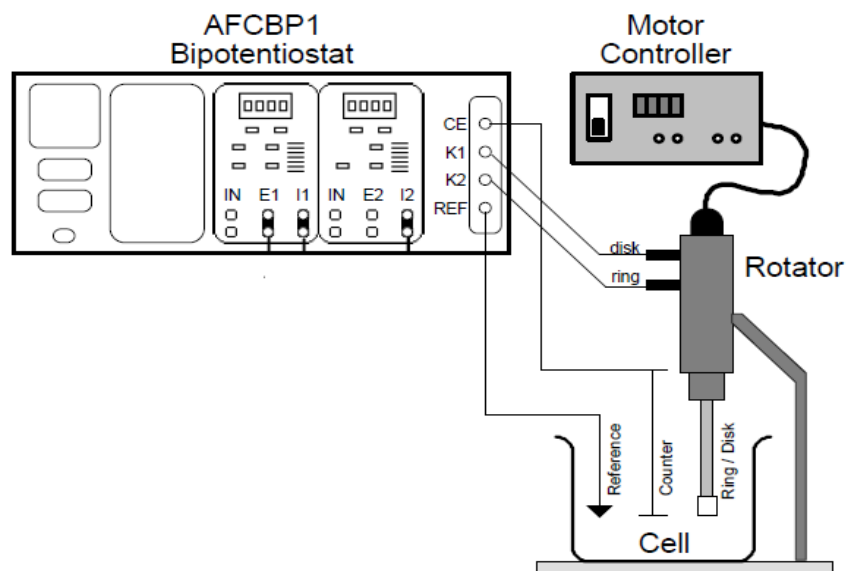 AFCBP1
Bipotentiostat
Motor
Controller
CE
K1
K2
REF
IN E1 I1 IN E2 I2
disk
ring
Rotator
Reference
Counter
Ring / Disk
Cell